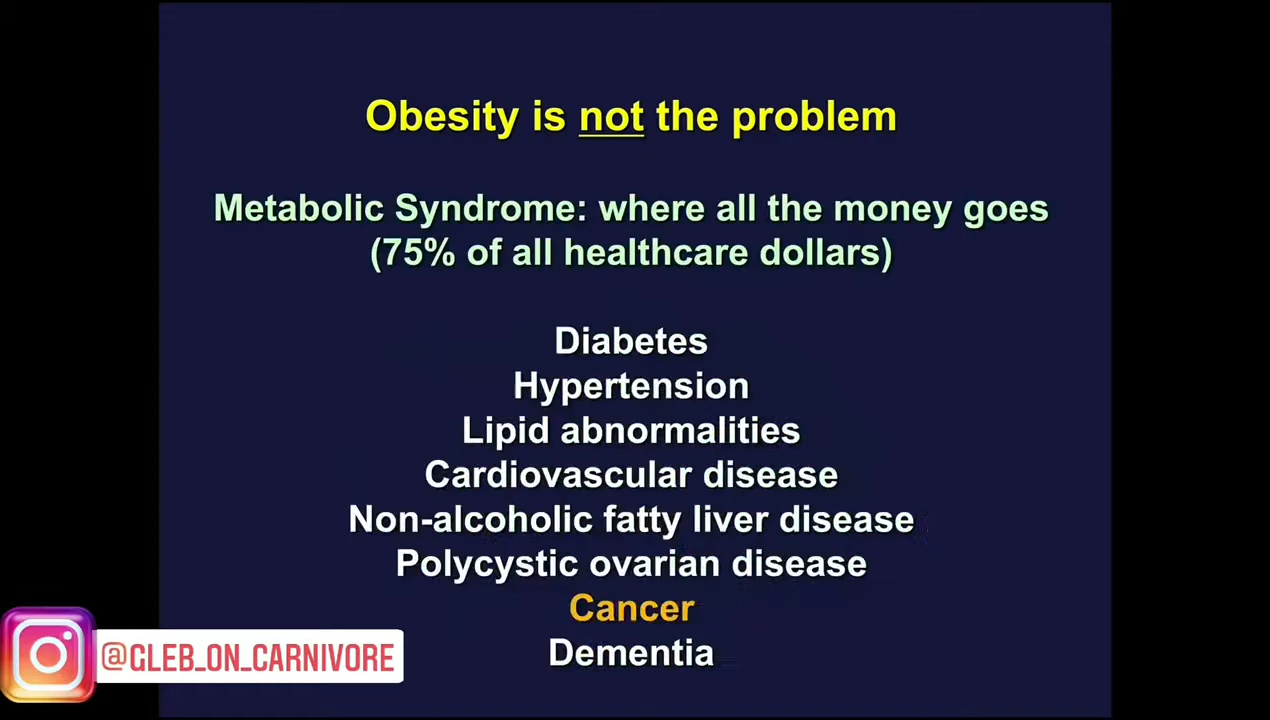 Obesity is not the problem
Metabolic Syndrome: where all the money goes
(75% of all healthcare dollars)
Diabetes
Hypertension
Lipid abnormalities
Cardiovascular disease
Non-alcoholic fatty liver disease
Polycystic ovarian disease
Cancer
Dementia
@GLEB_ON_CARNIVORE